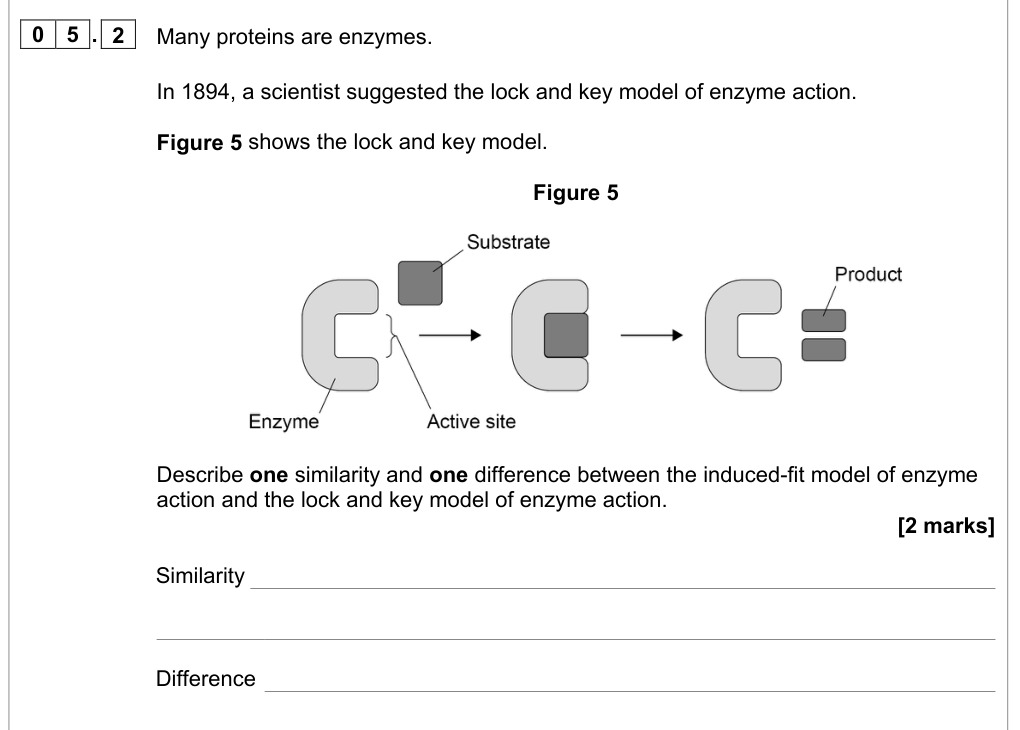 05.2 Many proteins are enzymes.
In 1894, a scientist suggested the lock and key model of enzyme action.
Figure 5 shows the lock and key model.
Figure 5
Substrate
Product
Enzyme
Active site
Describe one similarity and one difference between the induced-fit model of enzyme
action and the lock and key model of enzyme action.
[2 marks]
Similarity
Difference